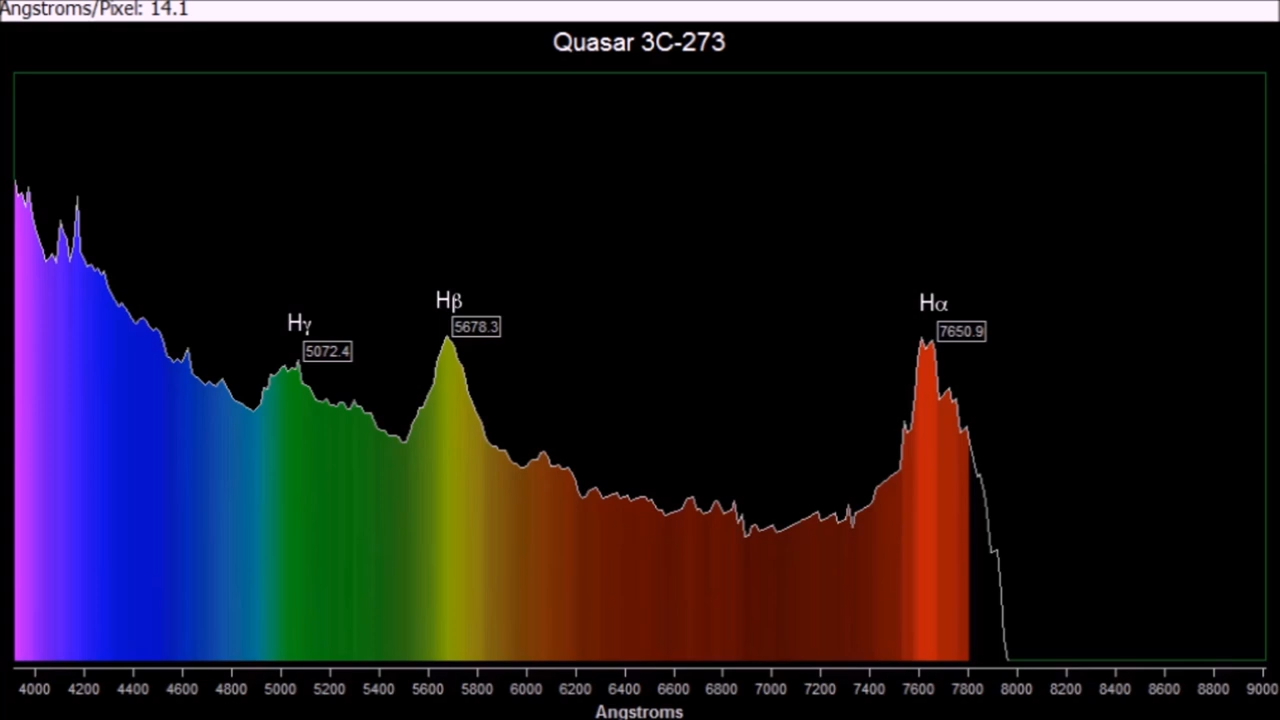 Angstroms/Pixel: 14.1
Quasar 3C-273
Hγ
5072.4
Hβ
5678.3
Hα
7650.9
4000 4200 4400 4600 4800 5000 5200 5400 5600 5800 6000 6200 6400 6600 6800 7000 7200 7400 7600 7800 8000 8200 8400 8600 8800 9000
Angstroms